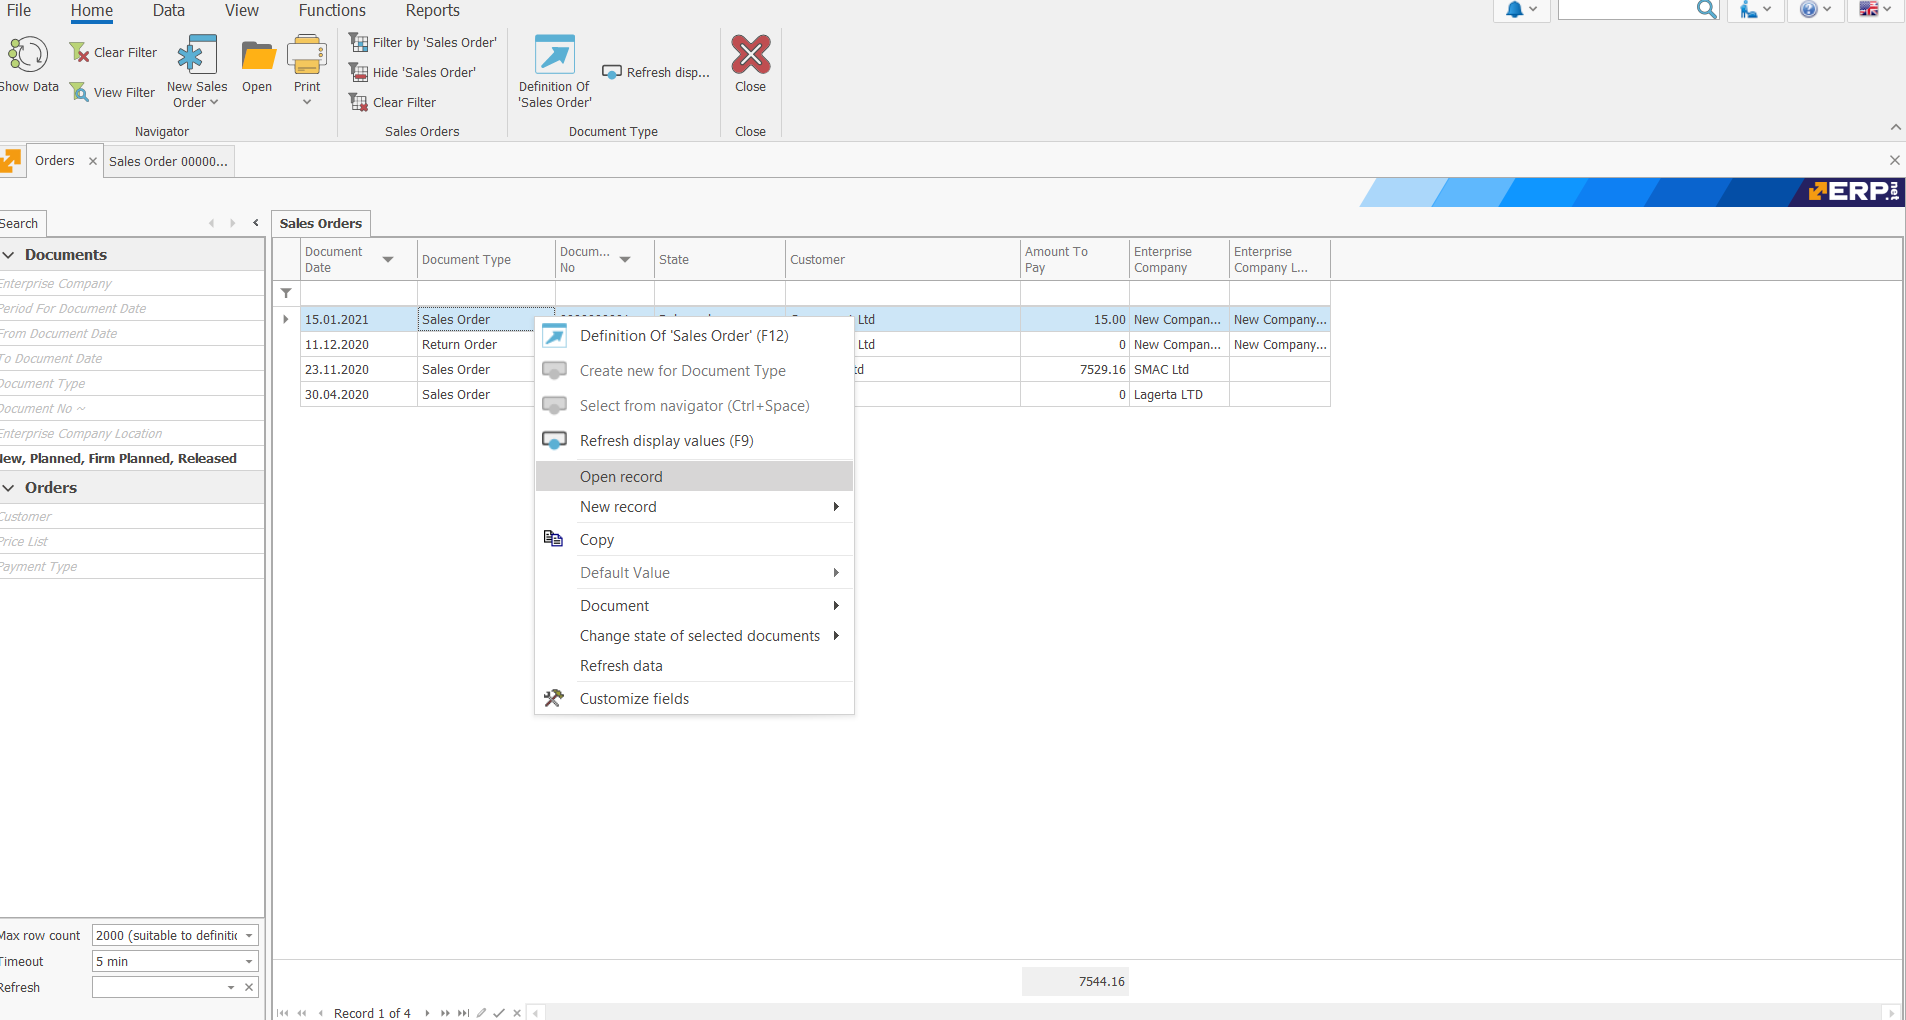 File Home Data View Functions Reports
Show Data
Clear Filter
View Filter
New Sales
Order
Open
Print
Navigator
Filter by 'Sales Order'
Hide 'Sales Order'
Clear Filter
Sales Orders
Definition Of
'Sales Order'
Refresh disp...
Document Type
Close
Close
Orders
Sales Order 00000...
ERP.net
Search
Documents
Enterprise Company
Period For Document Date
From Document Date
To Document Date
Document Type
Document No ~
Enterprise Company Location
New, Planned, Firm Planned, Released
Orders
Customer
Price List
Payment Type
Max row count 2000 (suitable to definitic
Timeout 5 min
Refresh
Sales Orders
Document
Date
Document Type
Docum...
No
State
Customer
Amount To
Pay
Enterprise
Company
Enterprise
Company L...
15.01.2021 Sales Order Ltd 15.00 New Compan... New Company...
11.12.2020 Return Order Ltd 0 New Compan... New Company...
23.11.2020 Sales Order td 7529.16 SMAC Ltd
30.04.2020 Sales Order 0 Lagerta LTD
Definition Of 'Sales Order' (F12)
Create new for Document Type
Select from navigator (Ctrl+Space)
Refresh display values (F9)
Open record
New record
Copy
Default Value
Document
Change state of selected documents
Refresh data
Customize fields
7544.16
Record 1 of 4